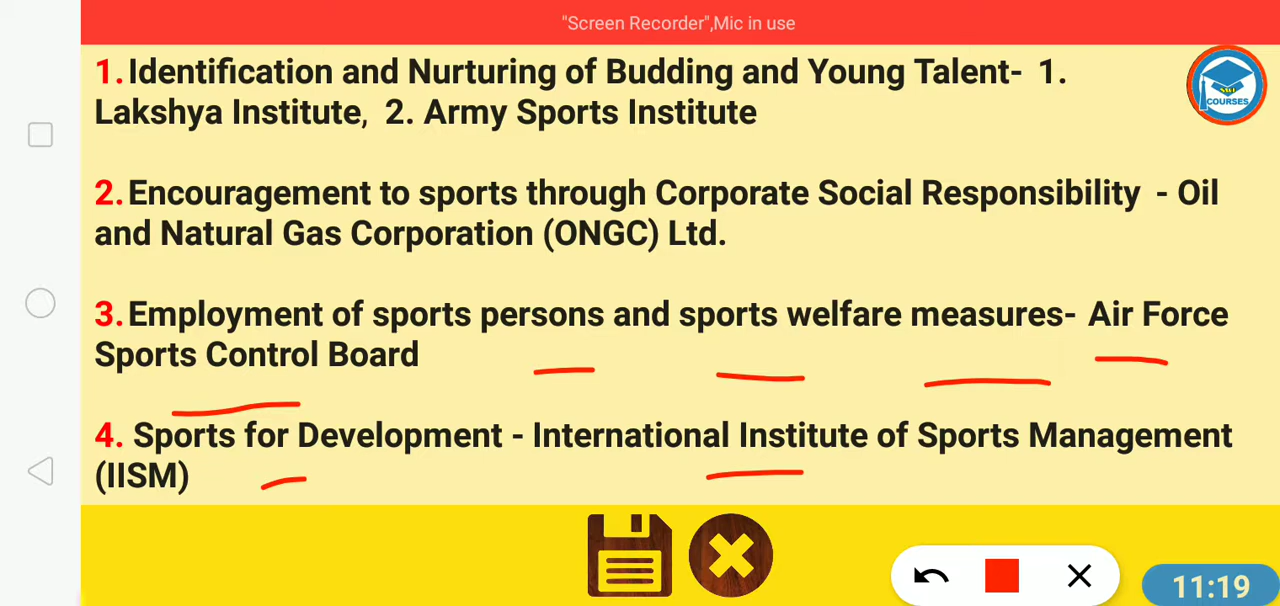 "Screen Recorder",Mic in use
1.Identification and Nurturing of Budding and Young Talent- 1.
Lakshya Institute, 2. Army Sports Institute
COURSES
2.Encouragement to sports through Corporate Social Responsibility - Oil
and Natural Gas Corporation (ONGC) Ltd.
3.Employment of sports persons and sports welfare measures- Air Force
Sports Control Board
4. Sports for Development - International Institute of Sports Management
(IISM)
11:19